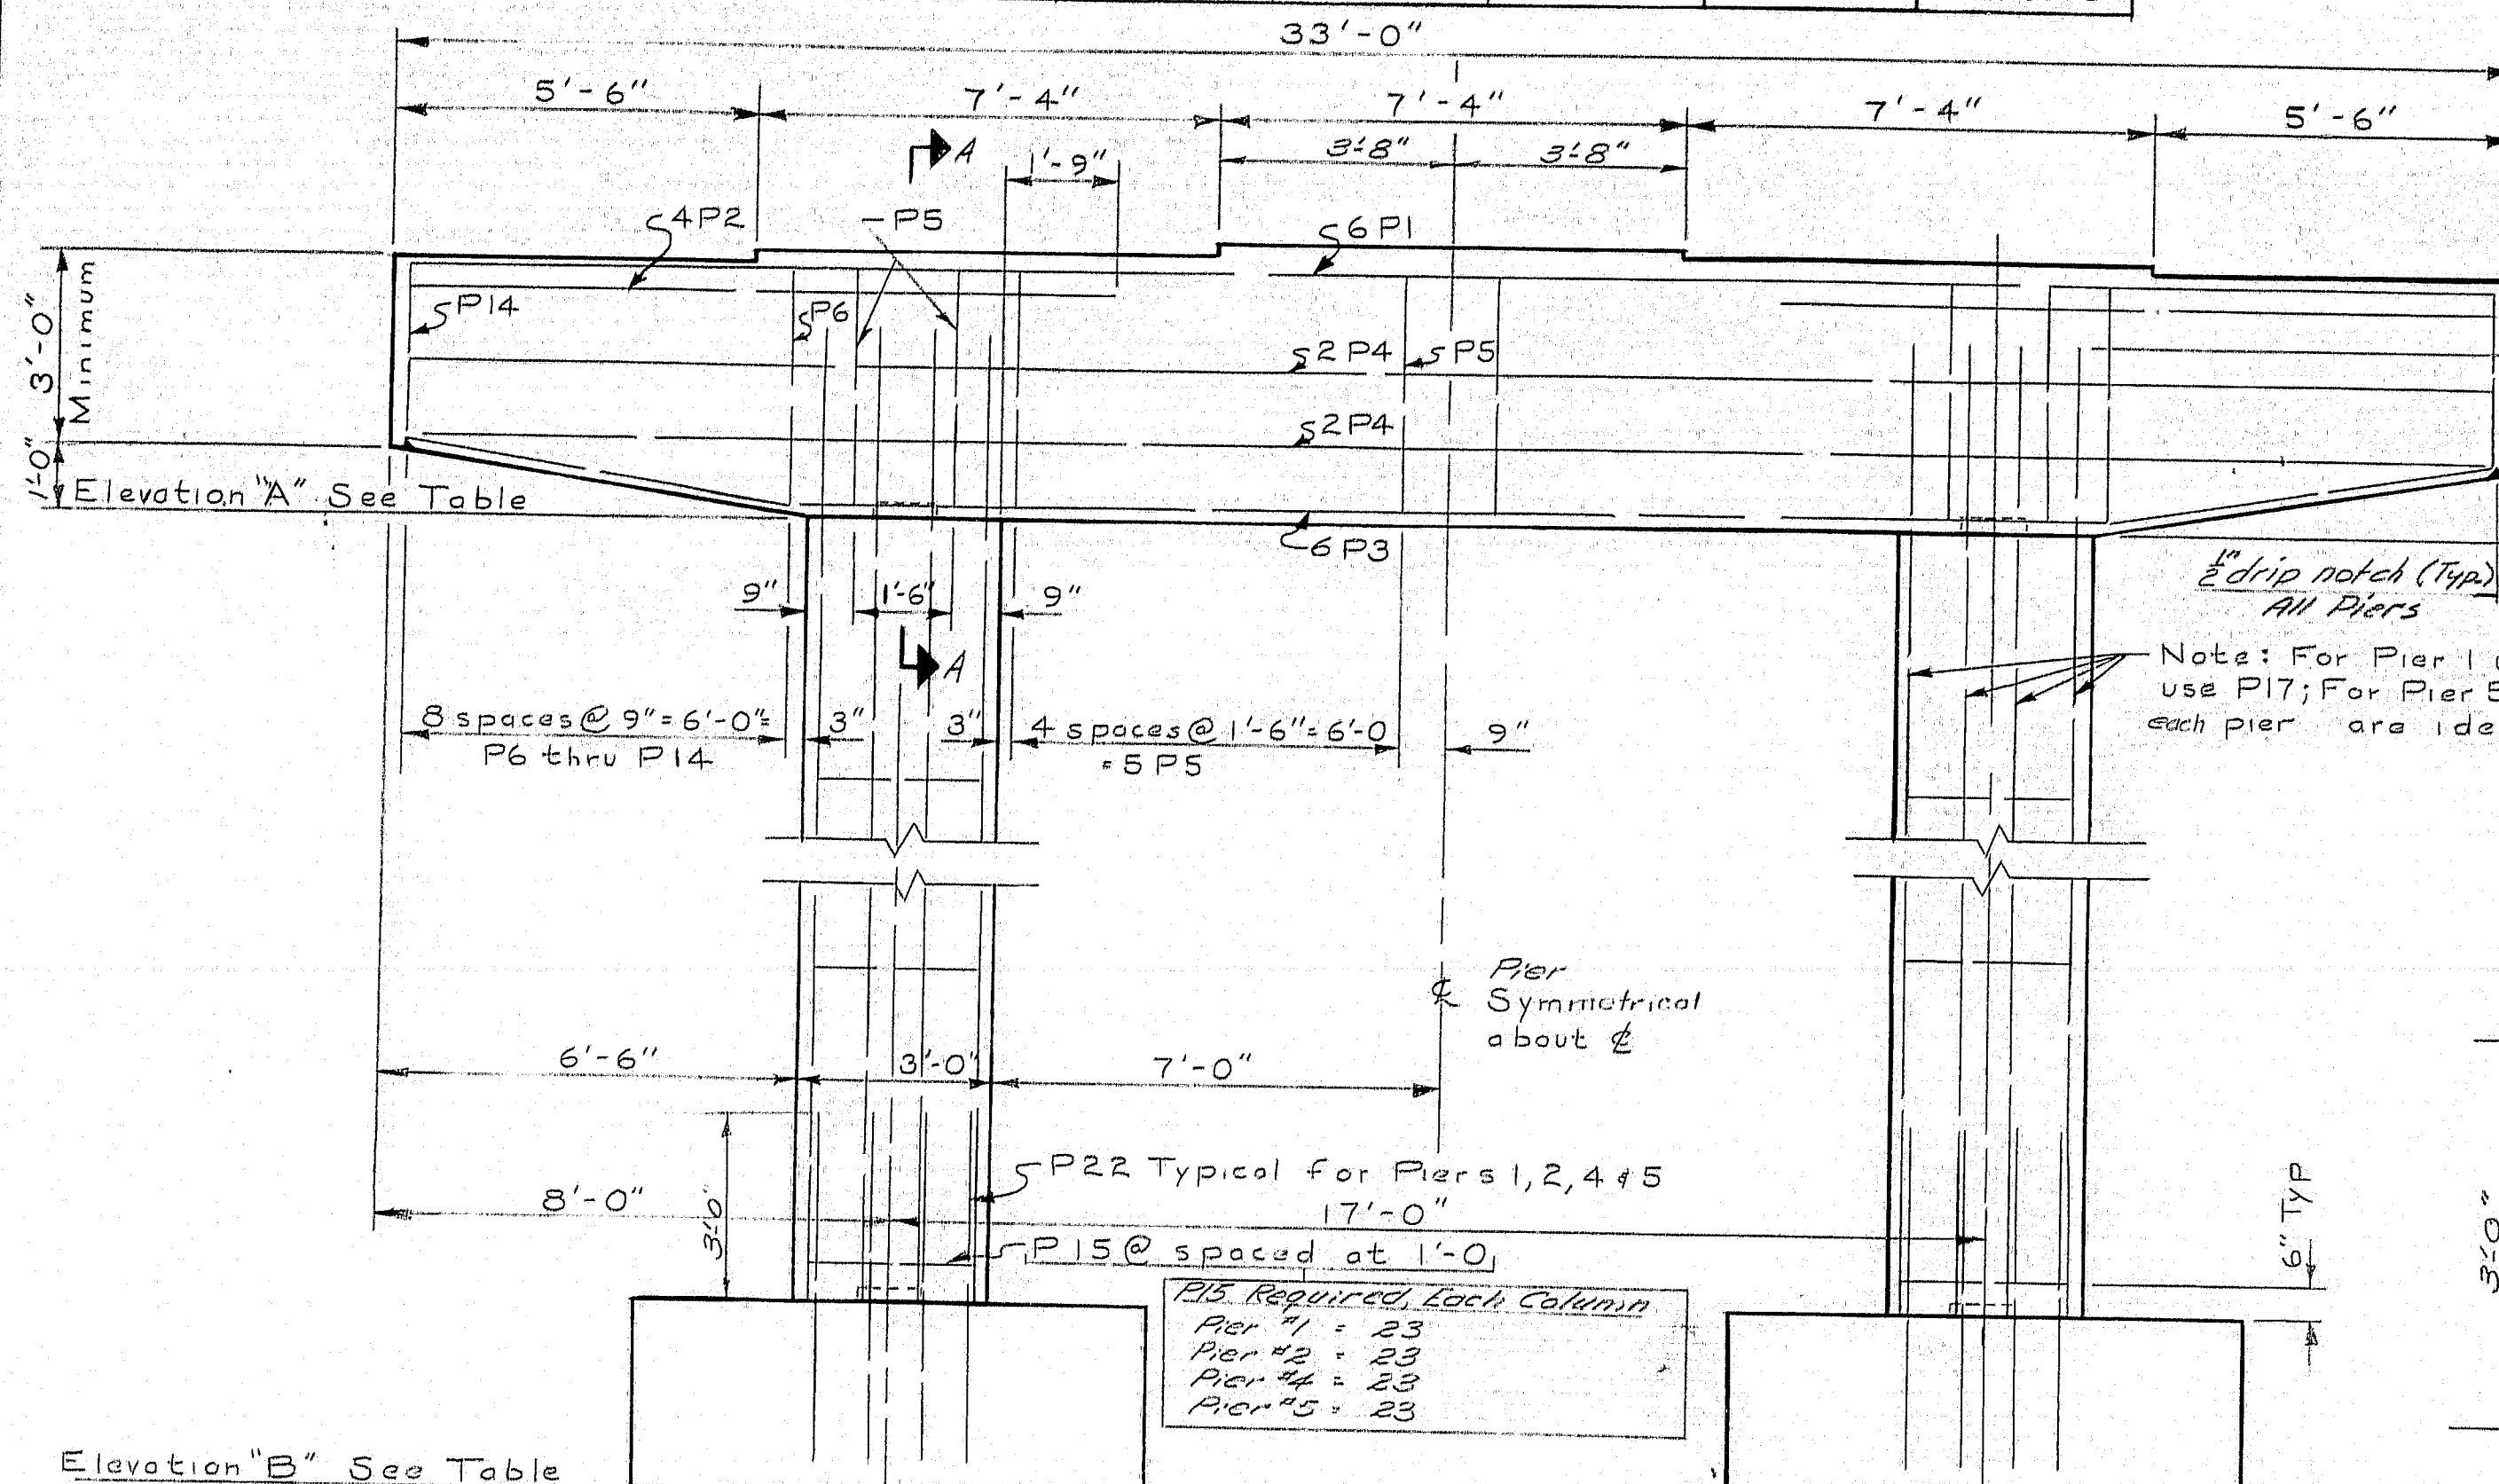 33'-0"
5'-6"
7'-4"
7'-4"
7'-4"
5'-6"
3'-8"
3'-8"
A
1'-9"
4P2
P5
6P1
3'-0"
Minimum
P14
P6
2P4
P5
2P4
1'-0"
Elevation "A" See Table
6P3
1/2" drip notch (Typ.)
All Piers
9"
1'-6"
9"
A
Note: For Pier 1
use P17; For Pier
each pier are
8 spaces @ 9" = 6'-0" =
P6 thru P14
3"
3"
4 spaces @ 1'-6" = 6'-0
= 5 P5
9"
℄ Pier
Symmetrical
about ℄
6'-6"
3'-0"
7'-0"
P22 Typical for Piers 1, 2, 4 & 5
8'-0"
3'-0"
17'-0"
P15 @ spaced at 1'-0
6" TYP
3'-0"
P15 Required, Each Column
Pier #1 = 23
Pier #2 = 23
Pier #4 = 23
Pier #5 = 23
Elevation "B" See Table